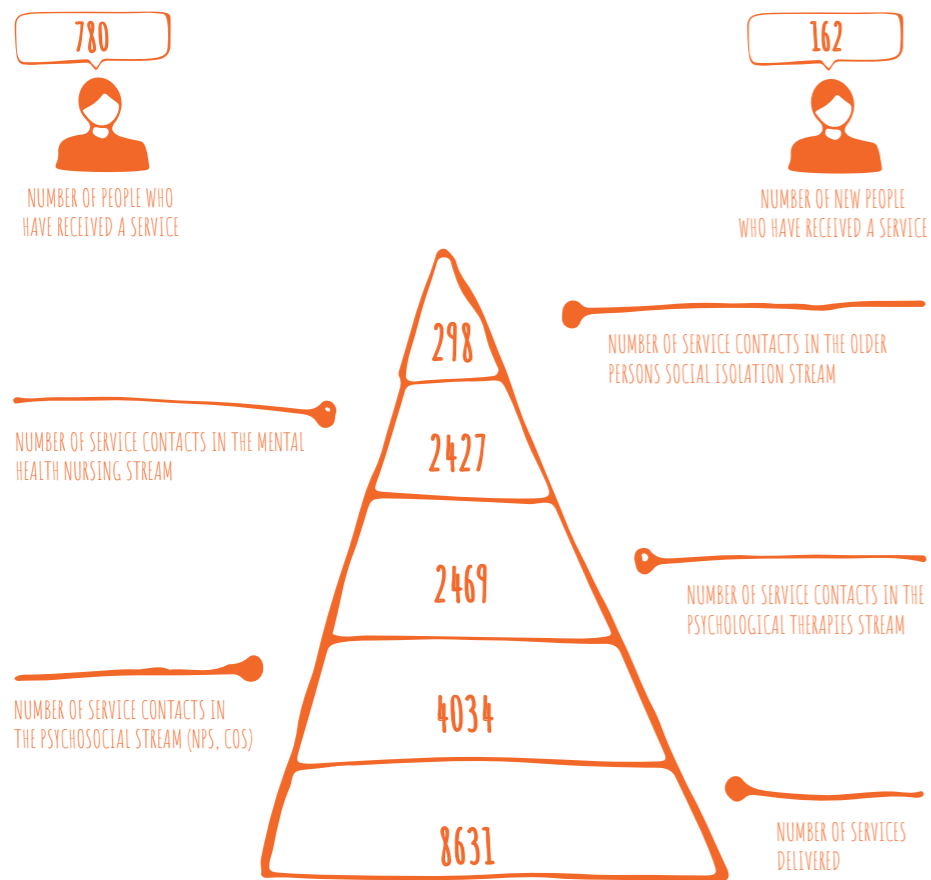 780
NUMBER OF PEOPLE WHO
HAVE RECEIVED A SERVICE
162
NUMBER OF NEW PEOPLE
WHO HAVE RECEIVED A SERVICE
298
NUMBER OF SERVICE CONTACTS IN THE OLDER
PERSONS SOCIAL ISOLATION STREAM
NUMBER OF SERVICE CONTACTS IN THE MENTAL
HEALTH NURSING STREAM
2427
2469
NUMBER OF SERVICE CONTACTS IN THE
PSYCHOLOGICAL THERAPIES STREAM
NUMBER OF SERVICE CONTACTS IN
THE PSYCHOSOCIAL STREAM (NPS, COS)
4034
8631
NUMBER OF SERVICES
DELIVERED